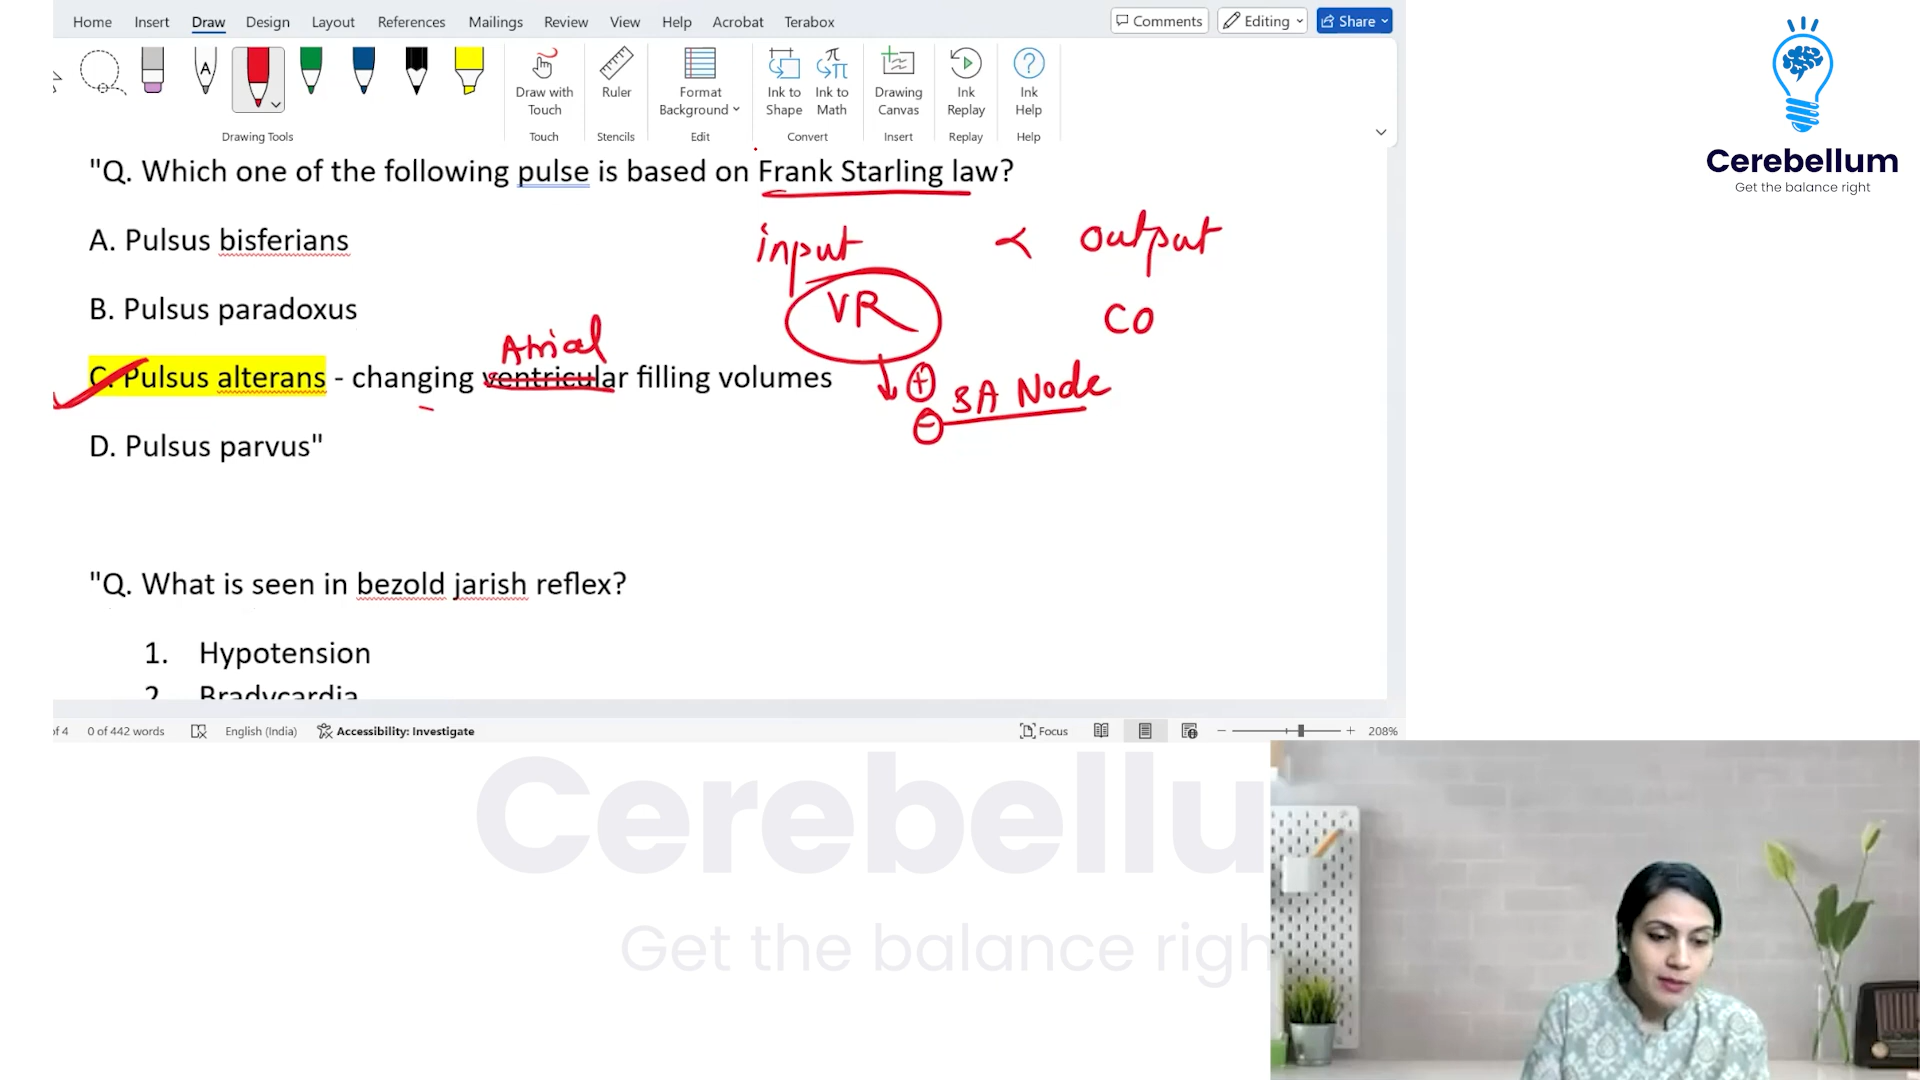 Home Insert Draw Design Layout References Mailings Review View Help Acrobat Terabox Comments Editing Share
A
Draw with Touch
Ruler
Format Background
Ink to Shape
Ink to Math
Drawing Canvas
Ink Replay
Ink Help
Drawing Tools Touch Stencils Edit Convert Insert Replay Help
Cerebellum
Get the balance right
"Q. Which one of the following pulse is based on Frank Starling law?
A. Pulsus bisferians
input < output
B. Pulsus paradoxus
VR CO
Atrial
C. Pulsus alterans - changing ventricular filling volumes
+ SA Node
-
D. Pulsus parvus"
"Q. What is seen in bezold jarish reflex?
1. Hypotension
2. Bradycardia
of 4 0 of 442 words English (India) Accessibility: Investigate Focus - + 208%
Cerebellu
Get the balance righ